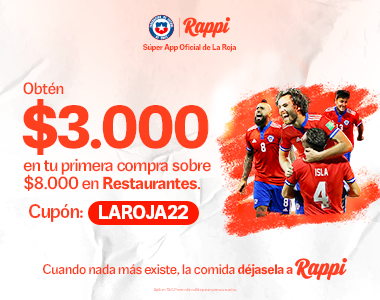 Rappi
Súper App Oficial de La Roja
Obtén
$3.000
en tu primera compra sobre
$8.000 en Restaurantes.
Cupón: LAROJA22
8
ISLA
4
Cuando nada más existe, la comida déjasela a Rappi